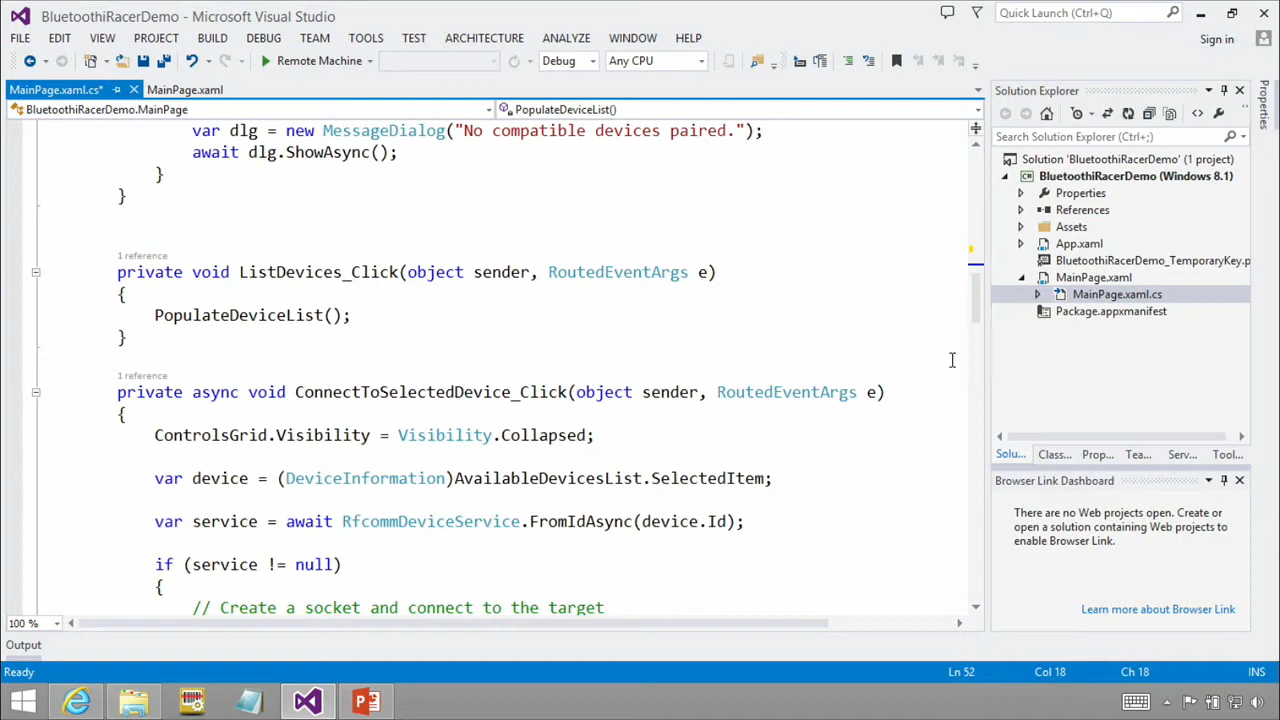 BluetoothiRacerDemo - Microsoft Visual Studio
Quick Launch (Ctrl+Q)
FILE EDIT VIEW PROJECT BUILD DEBUG TEAM TOOLS TEST ARCHITECTURE ANALYZE WINDOW HELP
Sign in
Remote Machine Debug Any CPU
MainPage.xaml.cs* MainPage.xaml
BluetoothiRacerDemo.MainPage PopulateDeviceList()
var dlg = new MessageDialog("No compatible devices paired.");
await dlg.ShowAsync();
}
}
1 reference
private void ListDevices_Click(object sender, RoutedEventArgs e)
{
PopulateDeviceList();
}
1 reference
private async void ConnectToSelectedDevice_Click(object sender, RoutedEventArgs e)
{
ControlsGrid.Visibility = Visibility.Collapsed;
var device = (DeviceInformation)AvailableDevicesList.SelectedItem;
var service = await RfcommDeviceService.FromIdAsync(device.Id);
if (service != null)
{
// Create a socket and connect to the target
100 %
Solution Explorer
Search Solution Explorer (Ctrl+;)
Solution 'BluetoothiRacerDemo' (1 project)
BluetoothiRacerDemo (Windows 8.1)
Properties
References
Assets
App.xaml
BluetoothiRacerDemo_TemporaryKey.p
MainPage.xaml
MainPage.xaml.cs
Package.appxmanifest
Solu... Class... Prop... Tea... Serv... Tool...
Browser Link Dashboard
There are no Web projects open. Create or
open a solution containing Web projects to
enable Browser Link.
Learn more about Browser Link
Properties
Output
Ready Ln 52 Col 18 Ch 18 INS